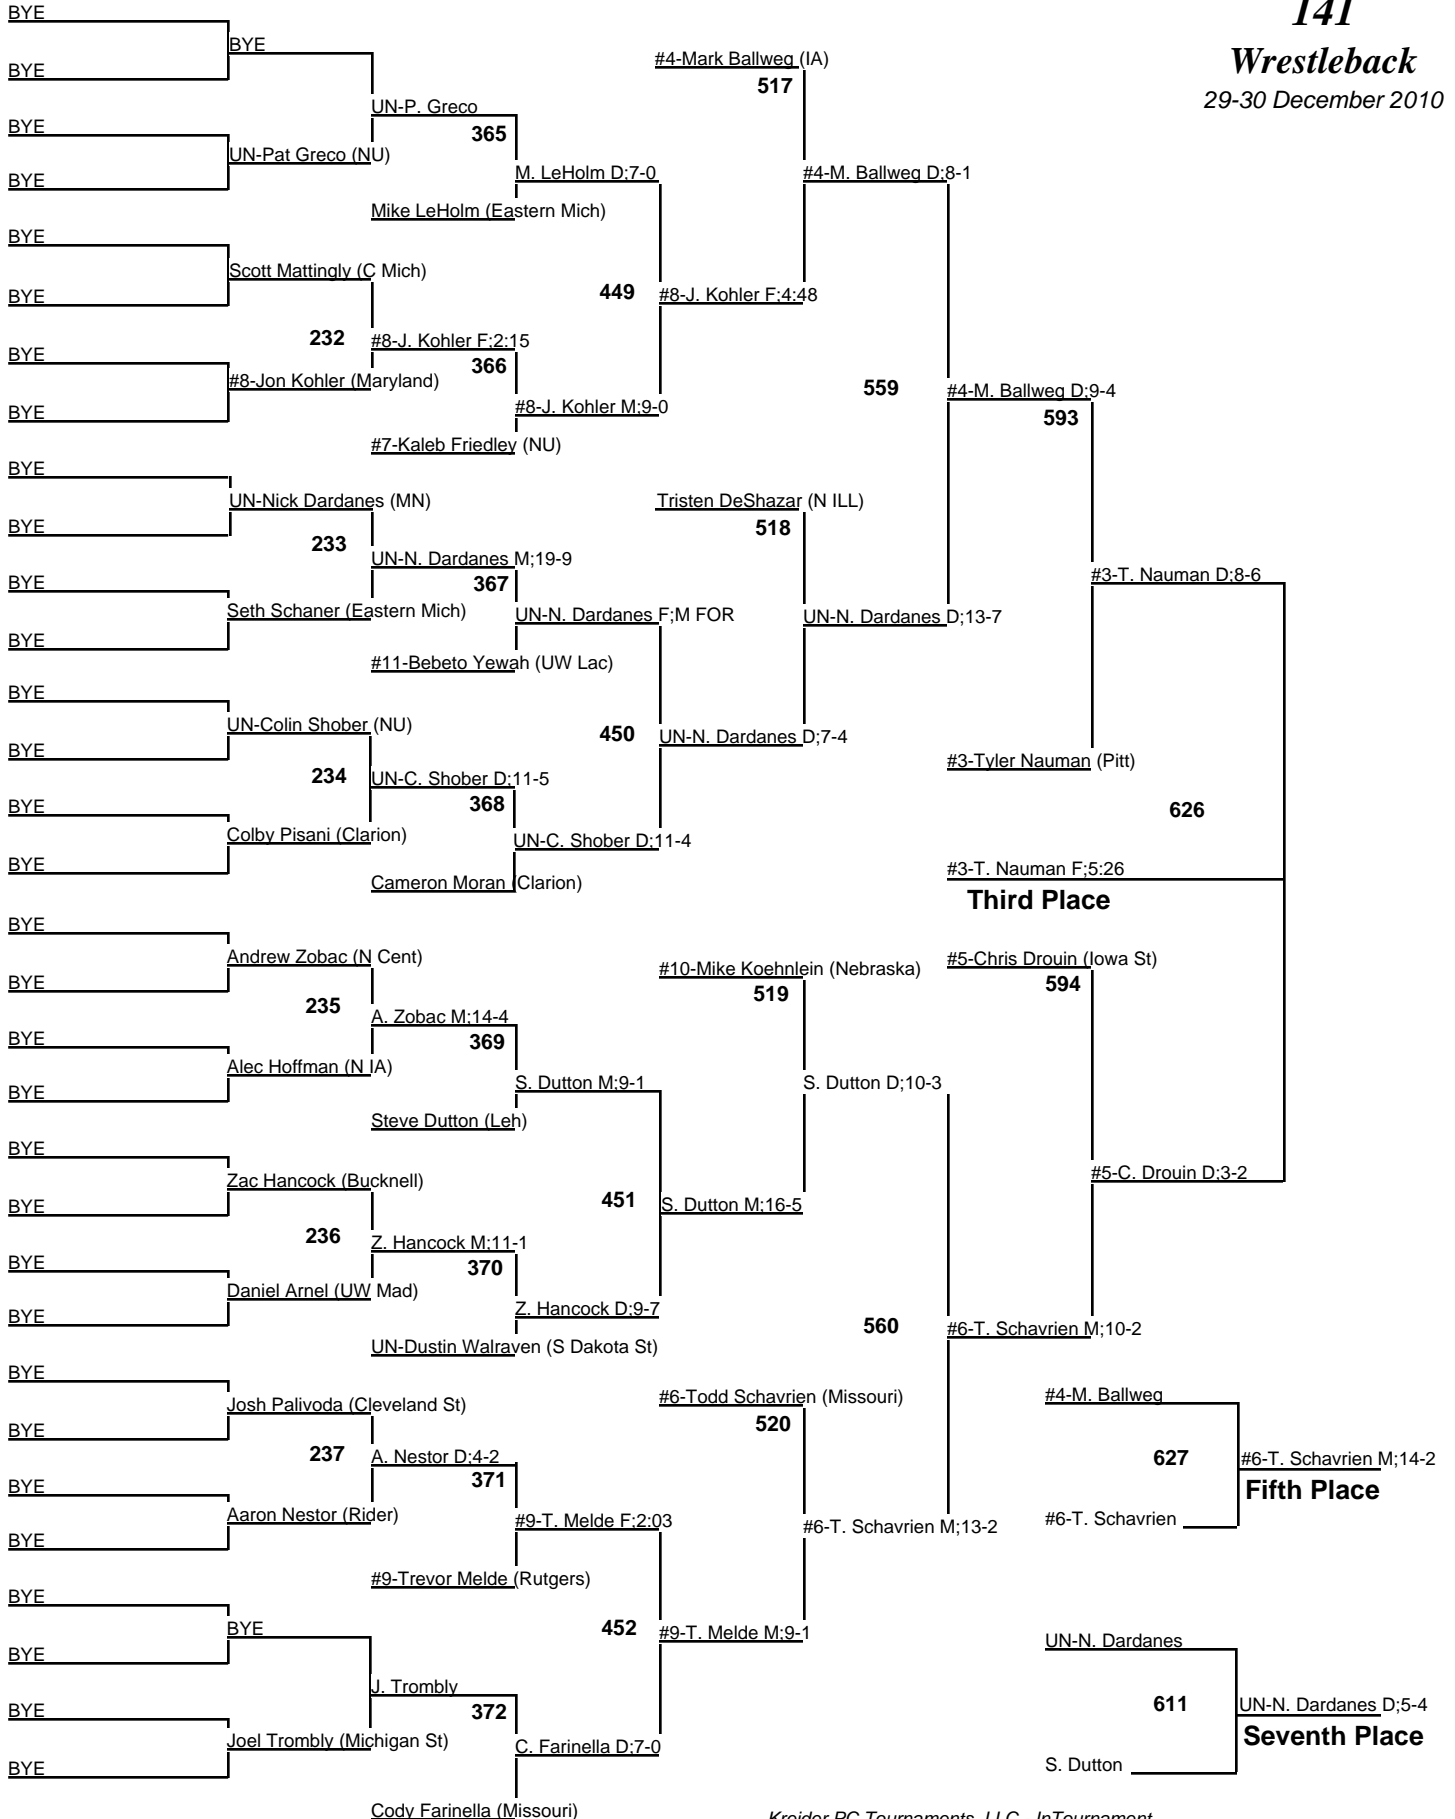 141
Wrestleback
29-30 December 2010
BYE
BYE
BYE
#4-Mark Ballweg (IA)
517
UN-P. Greco
365
BYE
UN-Pat Greco (NU)
BYE
M. LeHolm D;7-0
#4-M. Ballweg D;8-1
Mike LeHolm (Eastern Mich)
BYE
Scott Mattingly (C Mich)
BYE
449
#8-J. Kohler F;4:48
232
#8-J. Kohler F;2:15
366
BYE
#8-Jon Kohler (Maryland)
BYE
#8-J. Kohler M;9-0
559
#4-M. Ballweg D;9-4
593
#7-Kaleb Friedley (NU)
BYE
UN-Nick Dardanes (MN)
BYE
Tristen DeShazar (N ILL)
518
233
UN-N. Dardanes M;19-9
367
#3-T. Nauman D;8-6
BYE
Seth Schaner (Eastern Mich)
BYE
UN-N. Dardanes F;M FOR
UN-N. Dardanes D;13-7
#11-Bebeto Yewah (UW Lac)
BYE
UN-Colin Shober (NU)
BYE
450
UN-N. Dardanes D;7-4
#3-Tyler Nauman (Pitt)
234
UN-C. Shober D;11-5
368
626
BYE
Colby Pisani (Clarion)
BYE
UN-C. Shober D;11-4
Cameron Moran (Clarion)
#3-T. Nauman F;5:26
Third Place
BYE
Andrew Zobac (N Cent)
BYE
#10-Mike Koehnlein (Nebraska)
519
#5-Chris Drouin (Iowa St)
594
235
A. Zobac M;14-4
369
BYE
Alec Hoffman (N IA)
BYE
S. Dutton M;9-1
S. Dutton D;10-3
Steve Dutton (Leh)
BYE
Zac Hancock (Bucknell)
BYE
451
S. Dutton M;16-5
#5-C. Drouin D;3-2
236
Z. Hancock M;11-1
370
BYE
Daniel Arnel (UW Mad)
BYE
Z. Hancock D;9-7
560
#6-T. Schavrien M;10-2
UN-Dustin Walraven (S Dakota St)
BYE
Josh Palivoda (Cleveland St)
BYE
#6-Todd Schavrien (Missouri)
520
#4-M. Ballweg
237
A. Nestor D;4-2
371
627
#6-T. Schavrien M;14-2
Fifth Place
BYE
Aaron Nestor (Rider)
BYE
#9-T. Melde F;2:03
#6-T. Schavrien M;13-2
#6-T. Schavrien
#9-Trevor Melde (Rutgers)
BYE
BYE
BYE
452
#9-T. Melde M;9-1
UN-N. Dardanes
J. Trombly
372
611
UN-N. Dardanes D;5-4
Seventh Place
BYE
Joel Trombly (Michigan St)
BYE
C. Farinella D;7-0
S. Dutton
Cody Farinella (Missouri)
Kreider PC Tournaments, LLC - InTournament